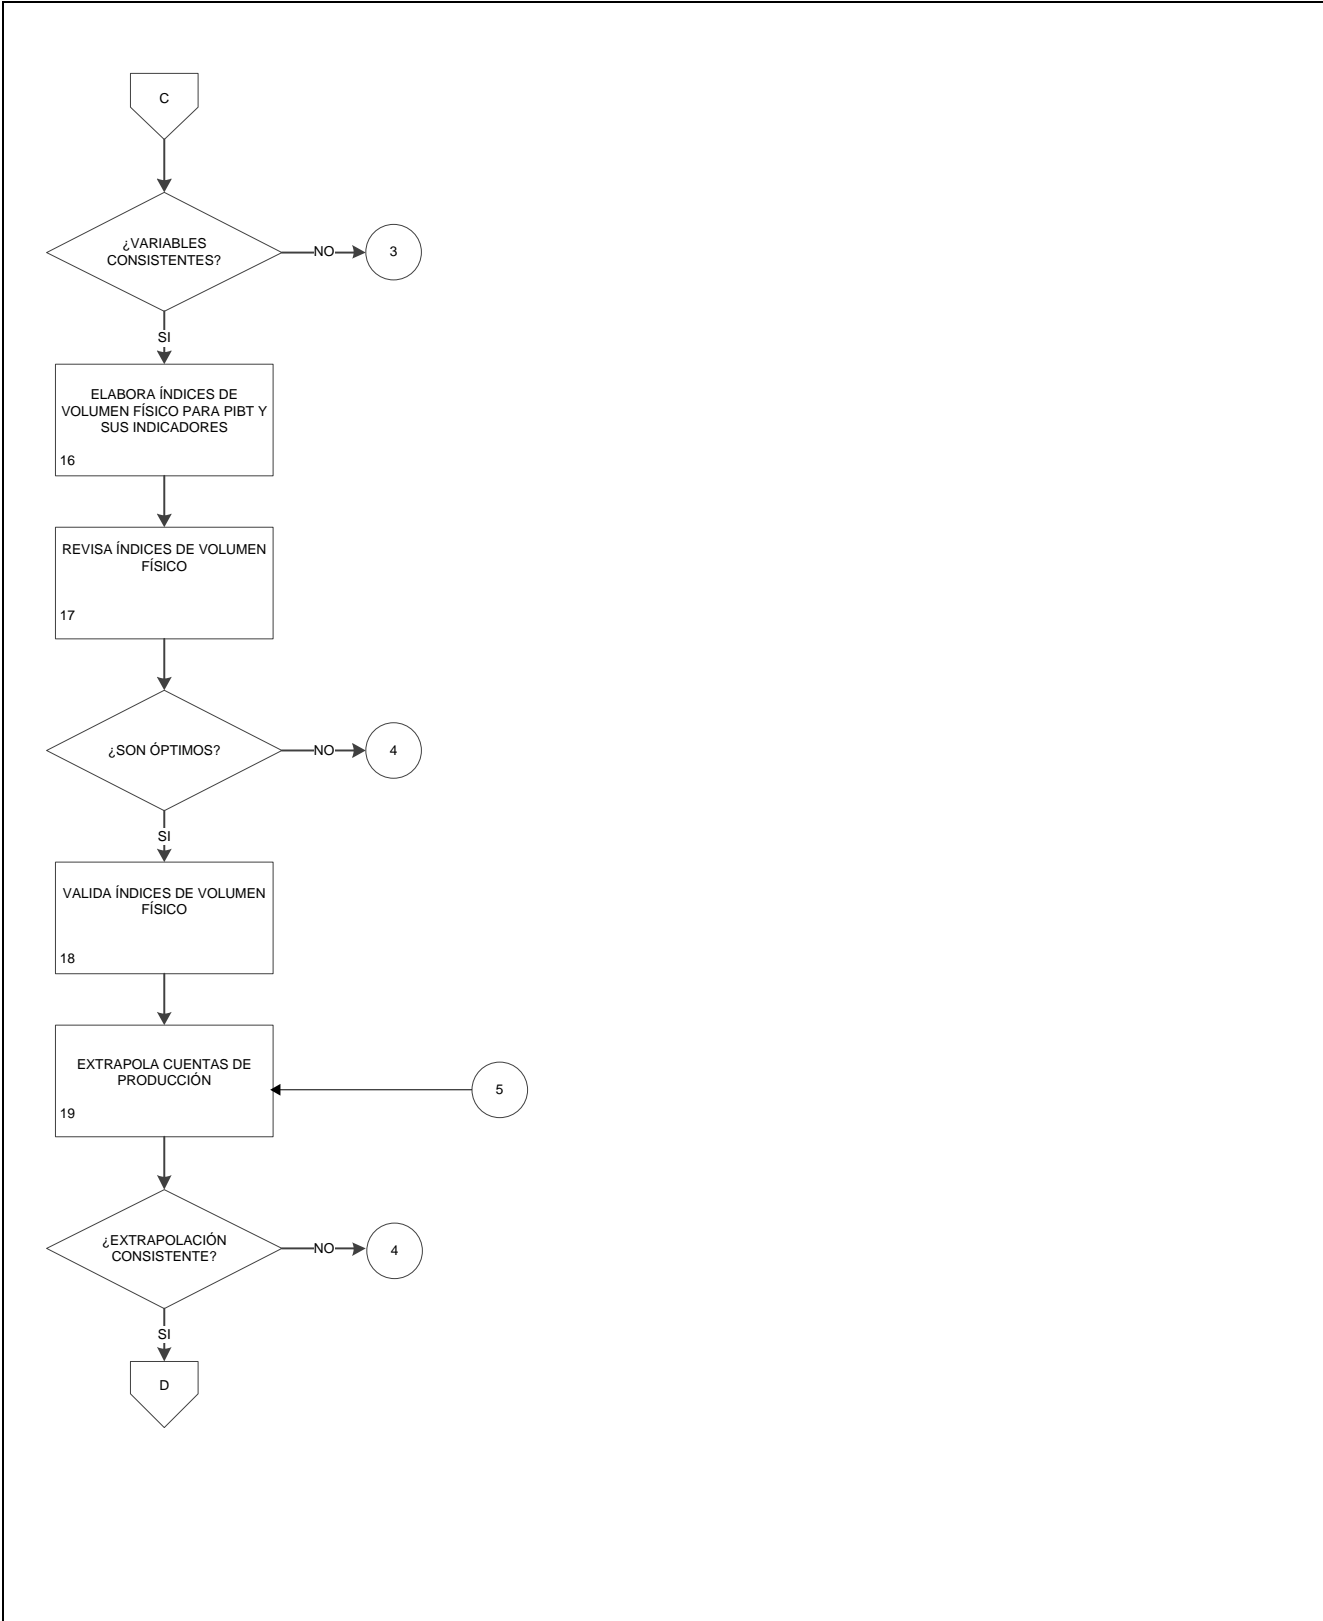 C
¿VARIABLES
CONSISTENTES?
NO
3
SI
ELABORA ÍNDICES DE
VOLUMEN FÍSICO PARA PIBT Y
SUS INDICADORES
16
REVISA ÍNDICES DE VOLUMEN
FÍSICO
17
¿SON ÓPTIMOS?
NO
4
SI
VALIDA ÍNDICES DE VOLUMEN
FÍSICO
18
EXTRAPOLA CUENTAS DE
PRODUCCIÓN
19
5
¿EXTRAPOLACIÓN
CONSISTENTE?
NO
4
SI
D